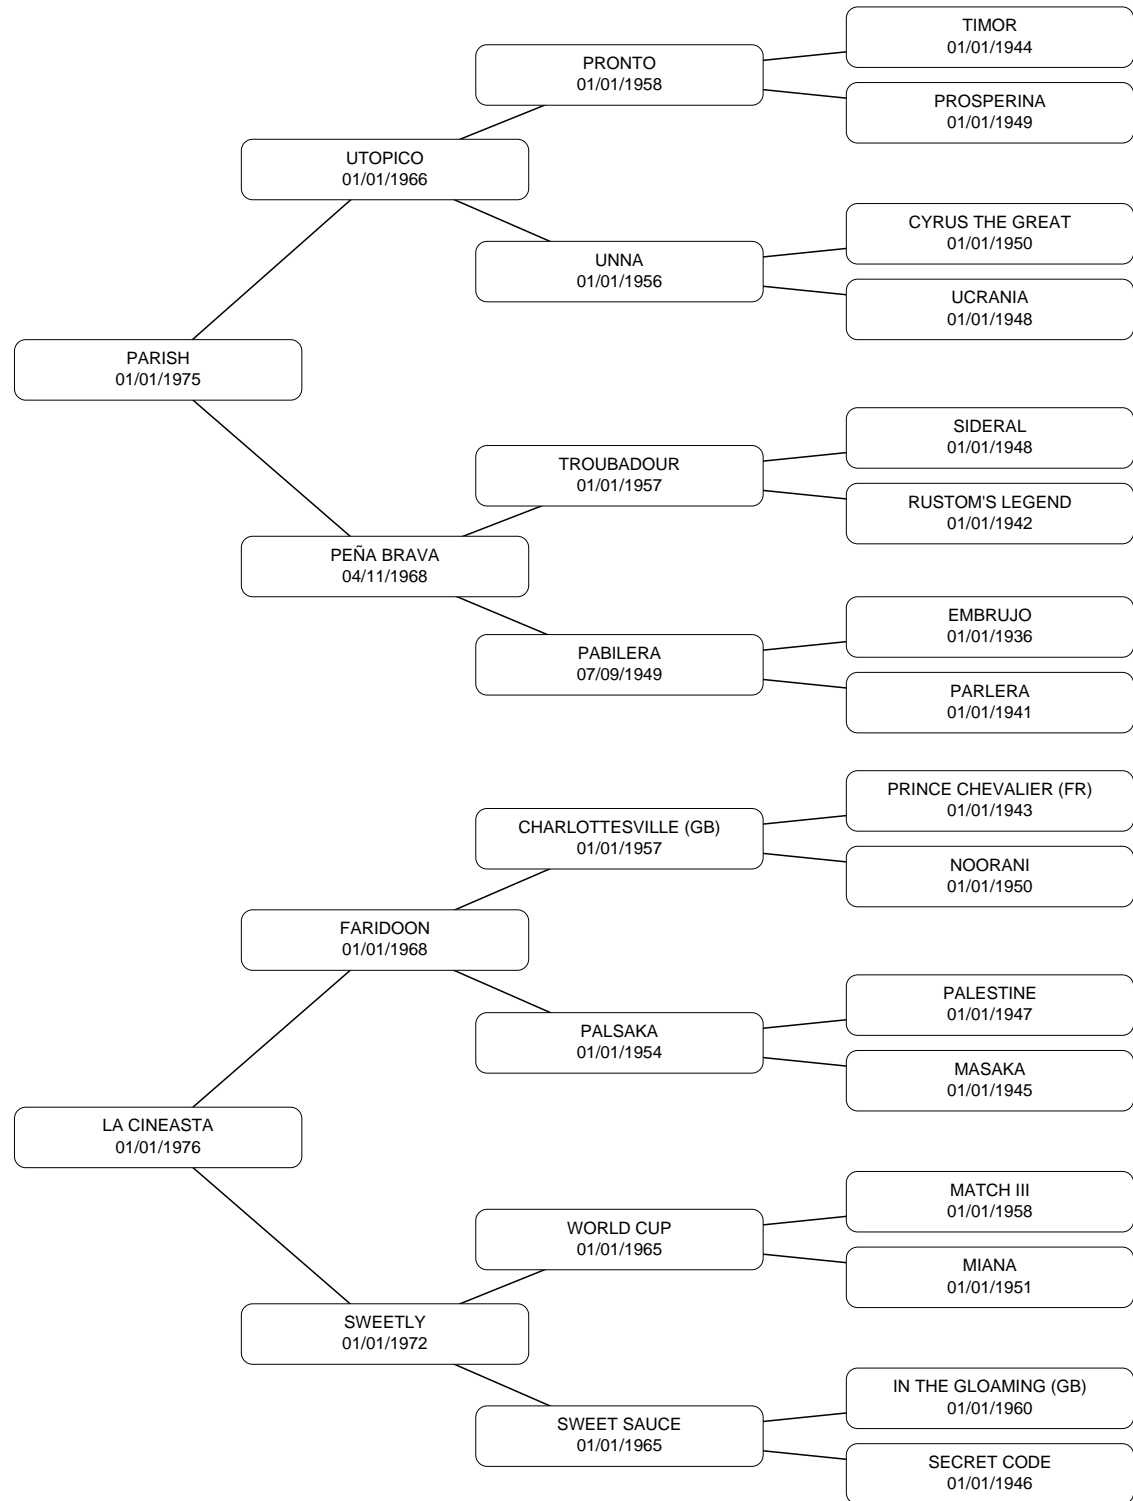 TIMOR
01/01/1944
PRONTO
01/01/1958
PROSPERINA
01/01/1949
UTOPICO
01/01/1966
CYRUS THE GREAT
01/01/1950
UNNA
01/01/1956
UCRANIA
01/01/1948
PARISH
01/01/1975
SIDERAL
01/01/1948
TROUBADOUR
01/01/1957
RUSTOM'S LEGEND
01/01/1942
PEÑA BRAVA
04/11/1968
EMBRUJO
01/01/1936
PABILERA
07/09/1949
PARLERA
01/01/1941
PRINCE CHEVALIER (FR)
01/01/1943
CHARLOTTESVILLE (GB)
01/01/1957
NOORANI
01/01/1950
FARIDOON
01/01/1968
PALESTINE
01/01/1947
PALSAKA
01/01/1954
MASAKA
01/01/1945
LA CINEASTA
01/01/1976
MATCH III
01/01/1958
WORLD CUP
01/01/1965
MIANA
01/01/1951
SWEETLY
01/01/1972
IN THE GLOAMING (GB)
01/01/1960
SWEET SAUCE
01/01/1965
SECRET CODE
01/01/1946